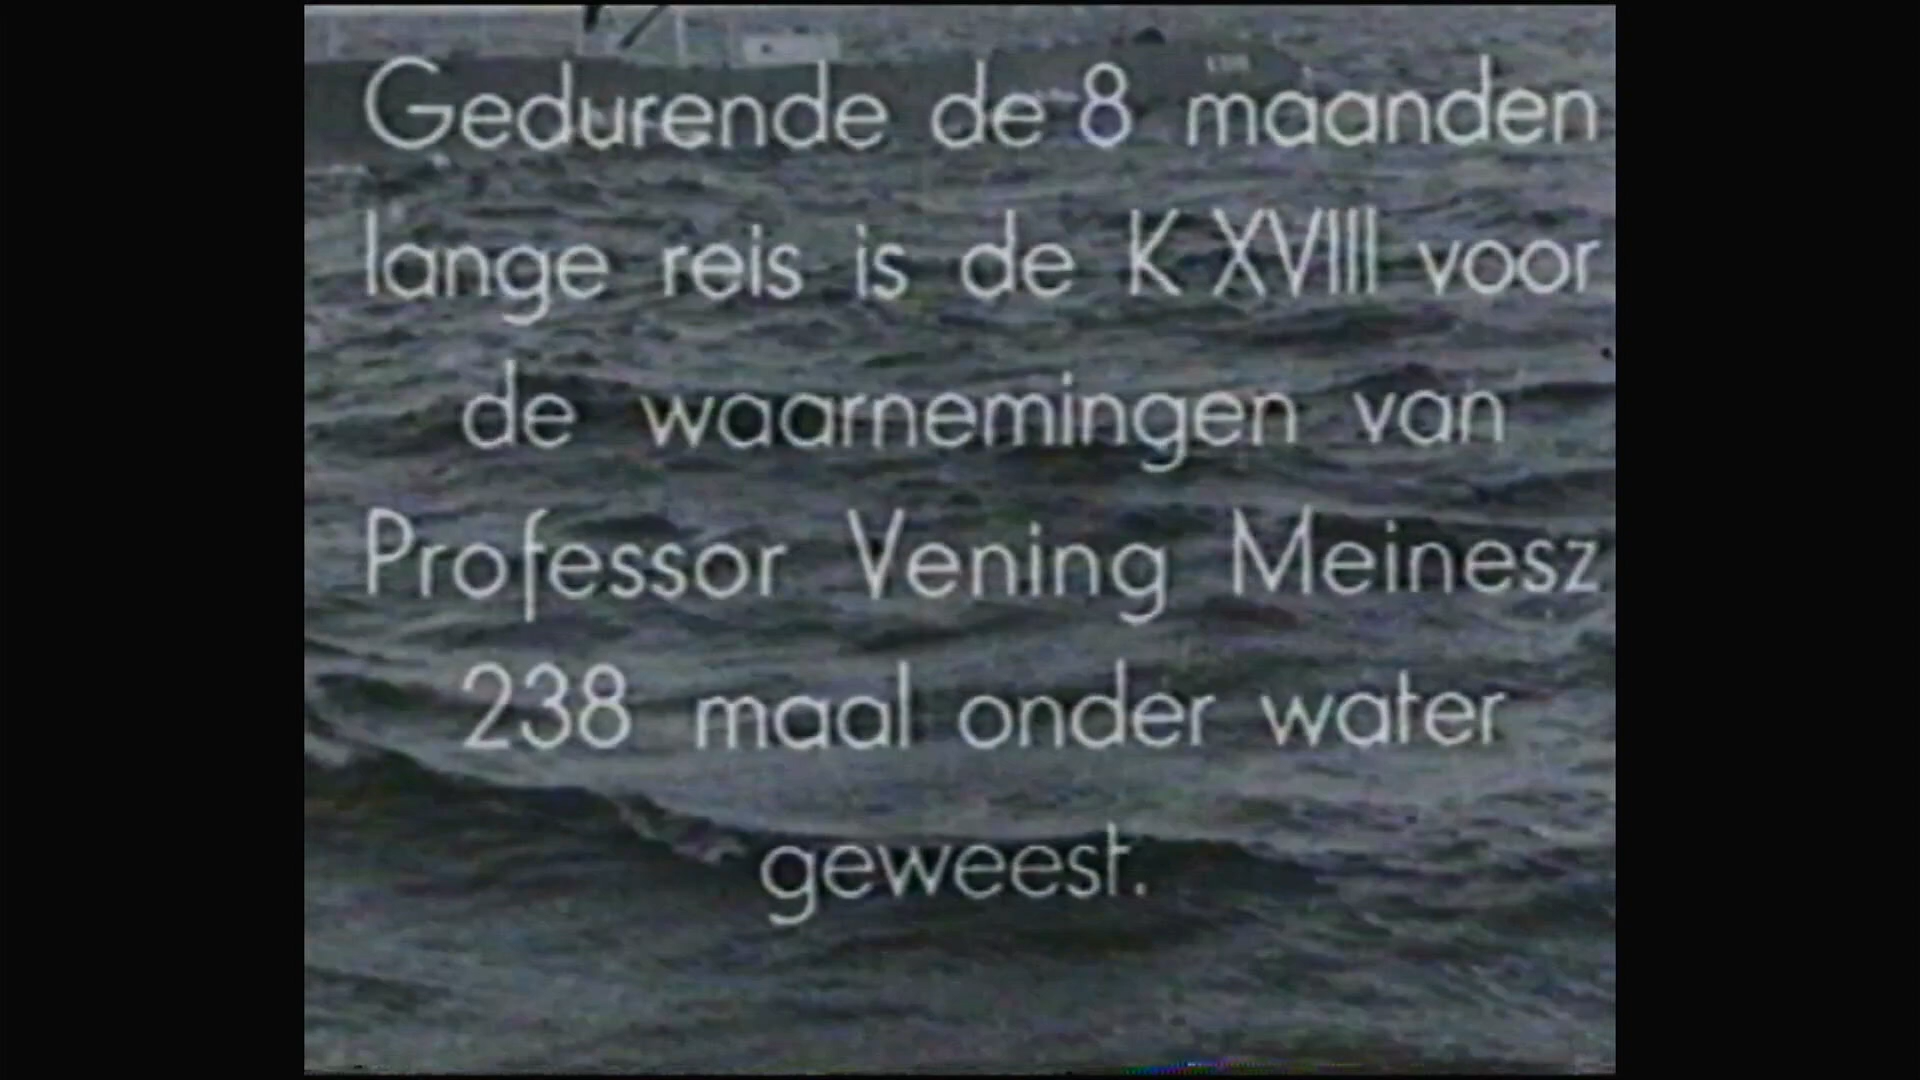 Gedurende de 8 maanden
lange reis is de K XVIII voor
de waarnemingen van
Professor Vening Meinesz
238 maal onder water
geweest.